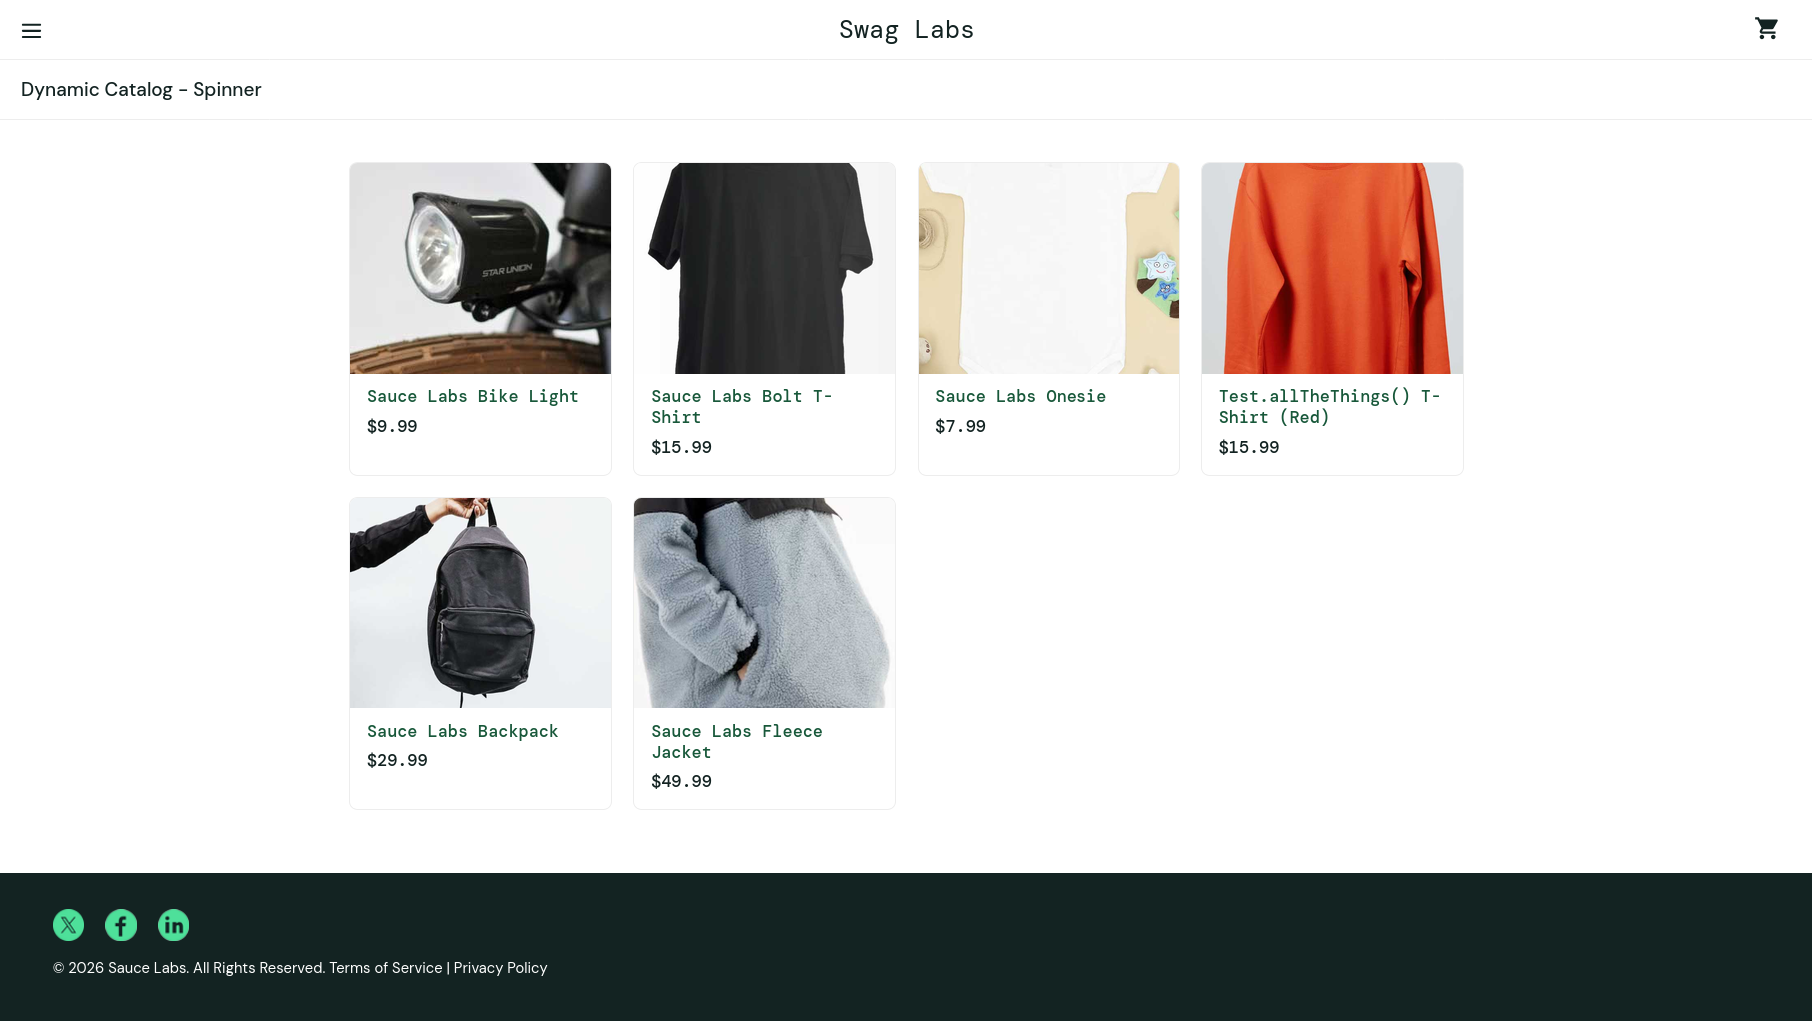 Swag Labs
Dynamic Catalog - Spinner
STAR UNION
Sauce Labs Bike Light
$9.99
Sauce Labs Bolt T-
Shirt
$15.99
Sauce Labs Onesie
$7.99
Test.allTheThings() T-
Shirt (Red)
$15.99
Sauce Labs Backpack
$29.99
Sauce Labs Fleece
Jacket
$49.99
© 2026 Sauce Labs. All Rights Reserved. Terms of Service | Privacy Policy